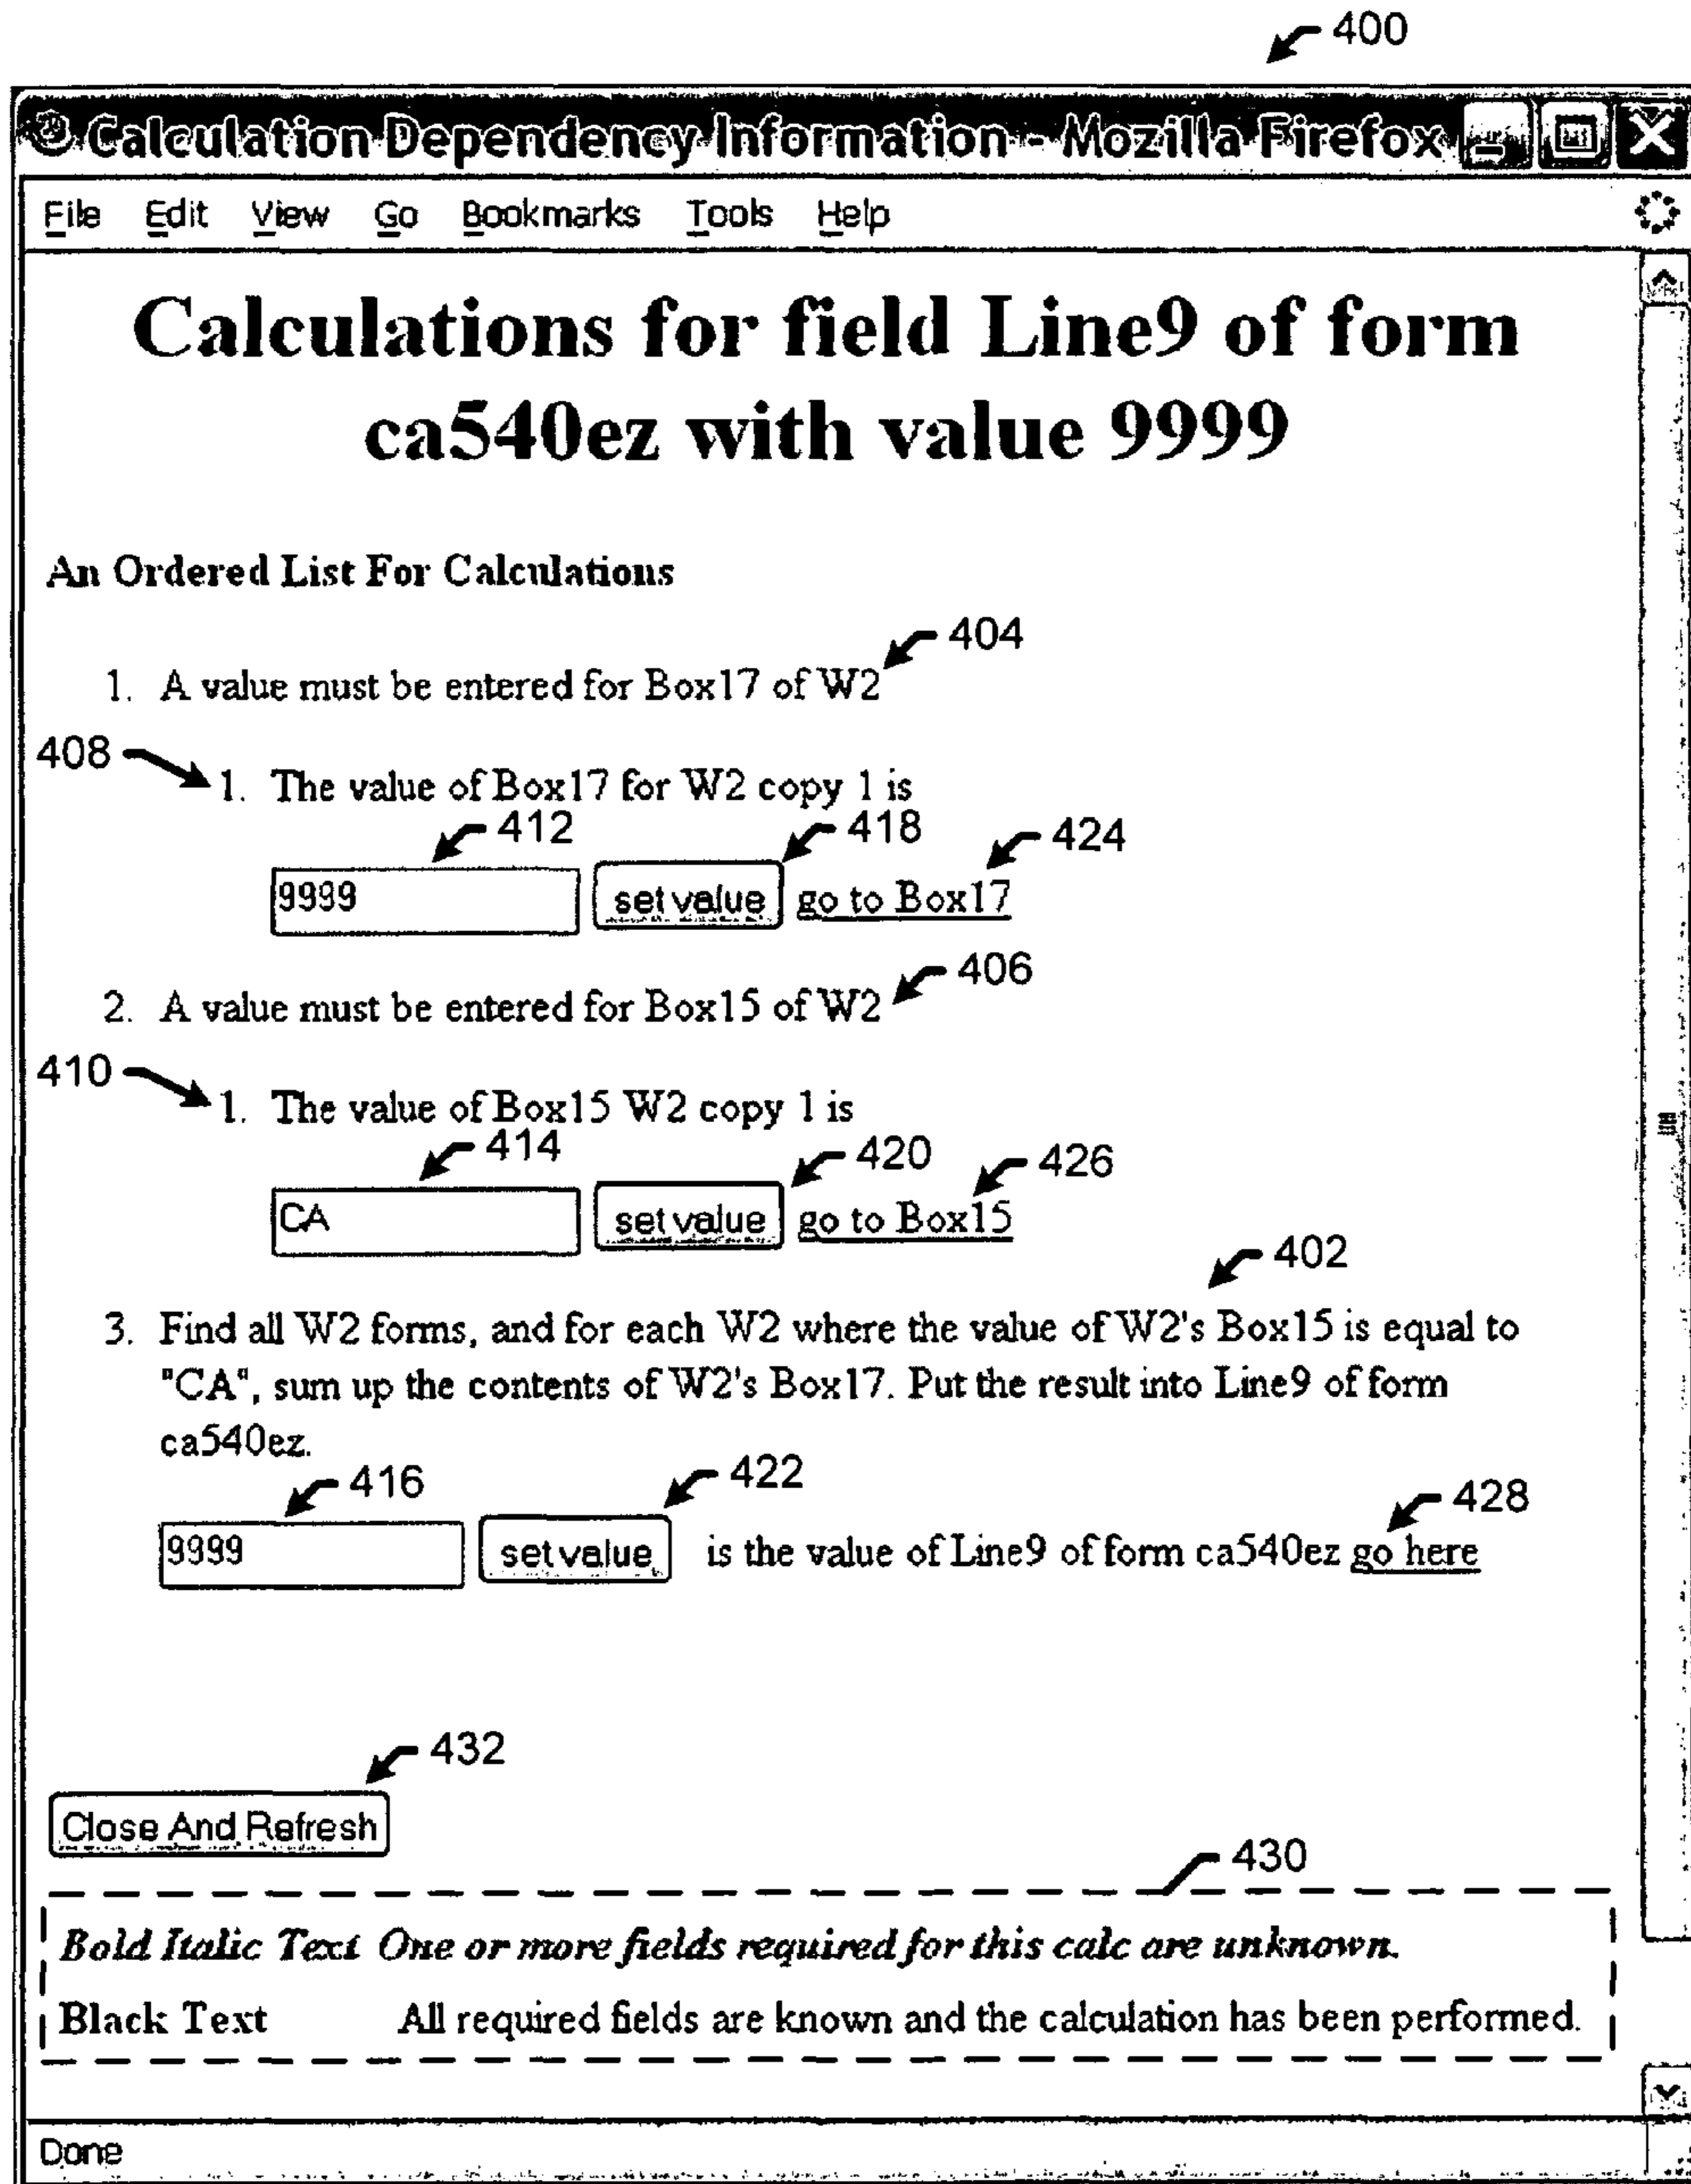 400
Calculation Dependency Information - Mozilla Firefox
File Edit View Go Bookmarks Tools Help
Calculations for field Line9 of form
ca540ez with value 9999
An Ordered List For Calculations
404
1. A value must be entered for Box17 of W2
408
1. The value of Box17 for W2 copy 1 is
412 418 424
9999 set value go to Box17
406
2. A value must be entered for Box15 of W2
410
1. The value of Box15 W2 copy 1 is
414 420 426
CA set value go to Box15
402
3. Find all W2 forms, and for each W2 where the value of W2's Box15 is equal to
"CA", sum up the contents of W2's Box17. Put the result into Line9 of form
ca540ez.
416 422 428
9999 set value is the value of Line9 of form ca540ez go here
432
Close And Refresh
430
Bold Italic Text One or more fields required for this calc are unknown.
Black Text All required fields are known and the calculation has been performed.
Done